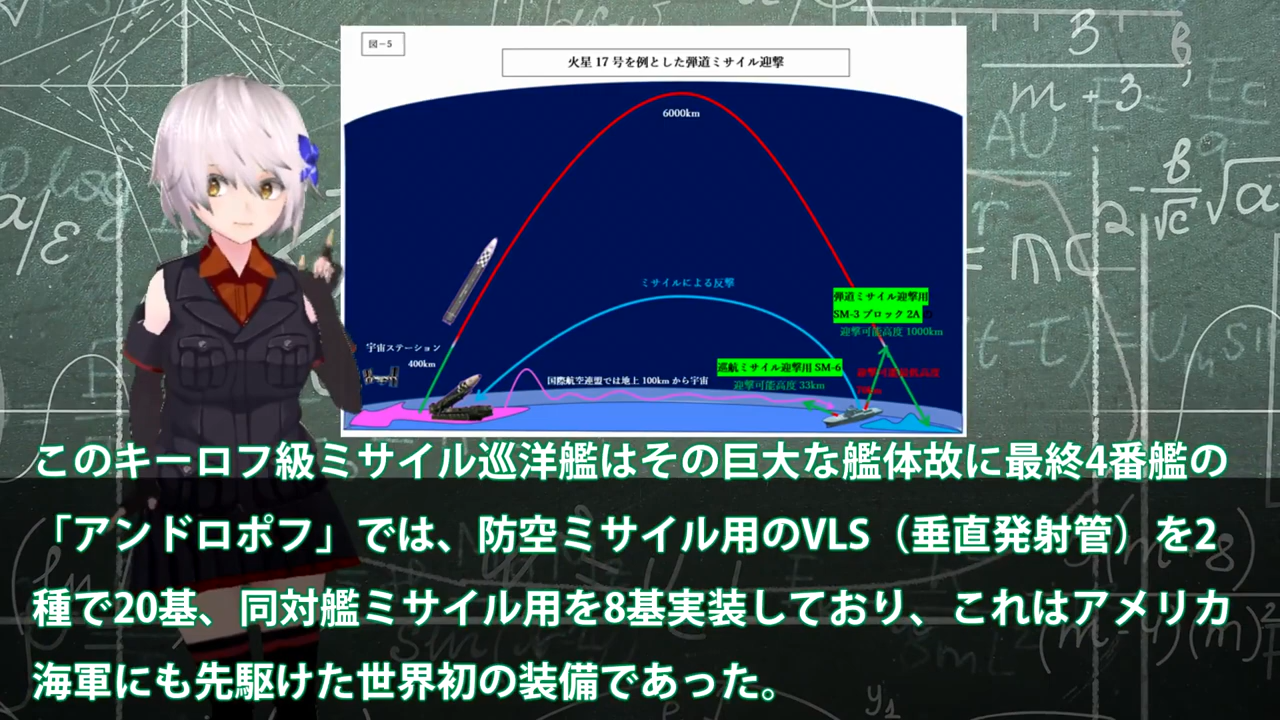 図－5
火星 17 号を例とした弾道ミサイル迎撃
6000km
ミサイルによる反撃
弾道ミサイル迎撃用
SM-3 ブロック 2A の
迎撃可能高度 1000km
宇宙ステーション
400km
国際航空連盟では地上 100km から宇宙
巡航ミサイル迎撃用 SM-6
迎撃可能高度 33km
このキーロフ級ミサイル巡洋艦はその巨大な艦体故に最終4番艦の
「アンドロポフ」では、防空ミサイル用のVLS（垂直発射管）を2
種で20基、同対艦ミサイル用を8基実装しており、これはアメリカ
海軍にも先駆けた世界初の装備であった。